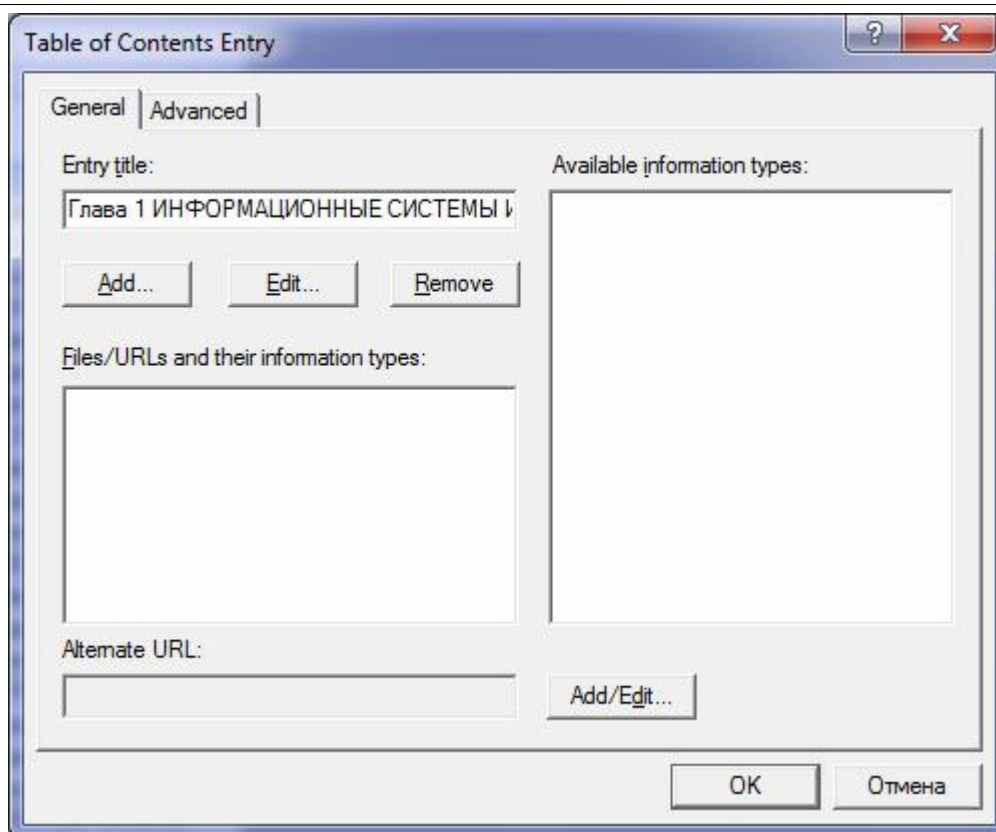 Table of Contents Entry
?
X
General
Advanced
Entry title:
Глава 1 ИНФОРМАЦИОННЫЕ СИСТЕМЫ
Add...
Edit...
Remove
Files/URLs and their information types:
Available information types:
Alternate URL:
Add/Edit...
OK
Отмена